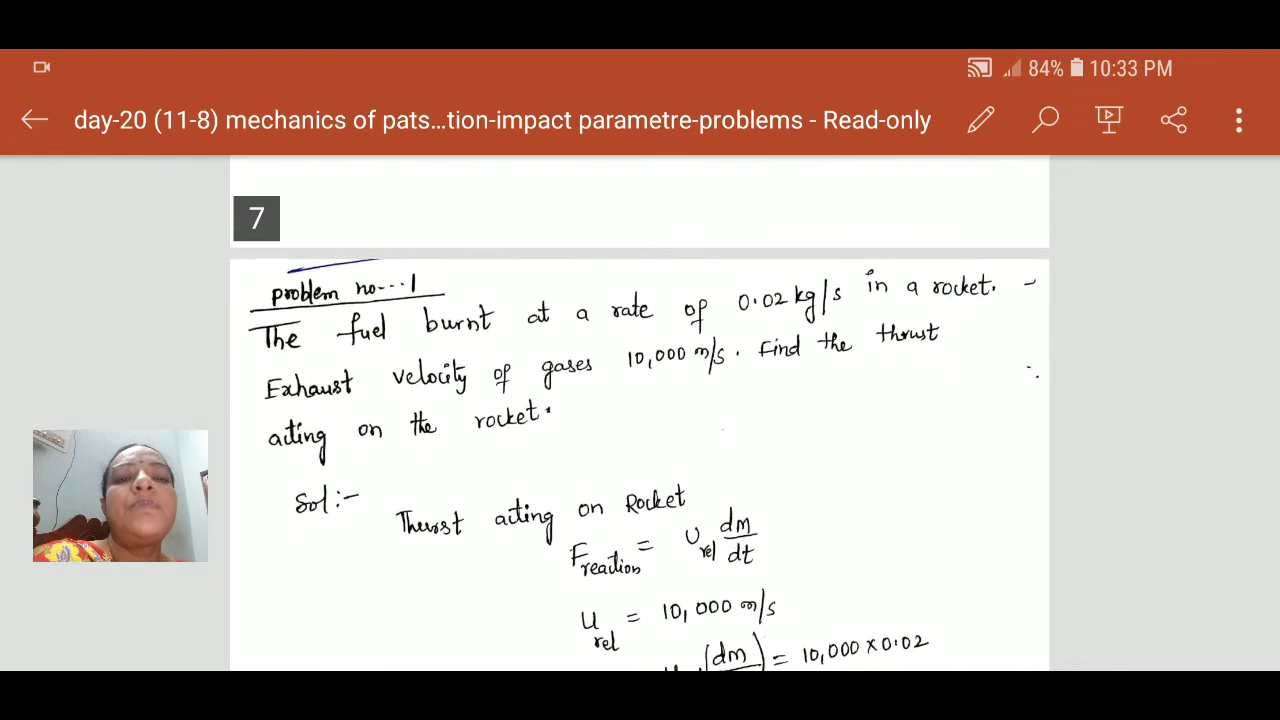 84% 10:33 PM
day-20 (11-8) mechanics of pats...tion-impact parametre-problems - Read-only
7
problem no---1
The fuel burnt at a rate of 0.02 kg/s in a rocket. -
Exhaust velocity of gases 10,000 m/s. Find the thrust
acting on the rocket.
Sol:-
Thrust acting on Rocket
F reaction = U rel dm/dt
U rel = 10,000 m/s
(dm = 10,000 x 0.02